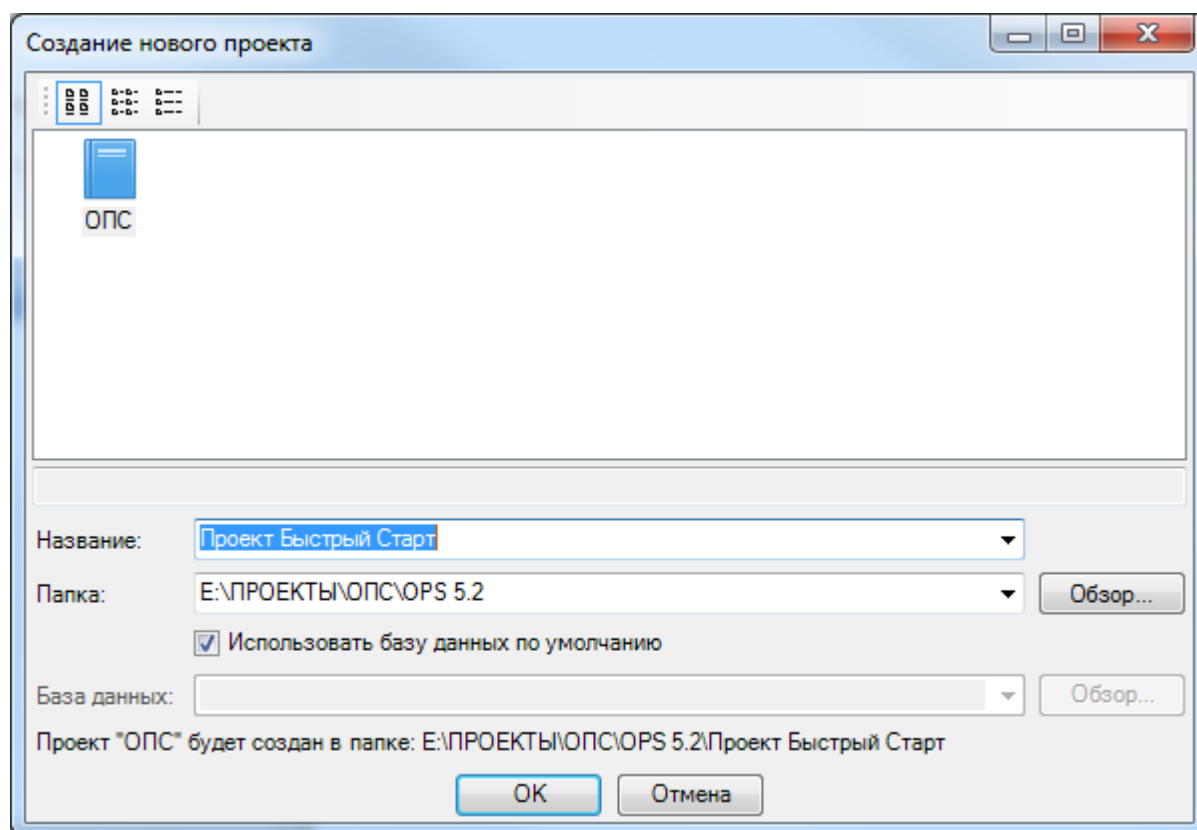 Создание нового проекта
ОПС
Название: Проект Быстрый Старт
Папка: E:\ПРОЕКТЫ\ОПС\OPS 5.2 Обзор...
Использовать базу данных по умолчанию
База данных: Обзор...
Проект "ОПС" будет создан в папке: E:\ПРОЕКТЫ\ОПС\OPS 5.2\Проект Быстрый Старт
OK Отмена